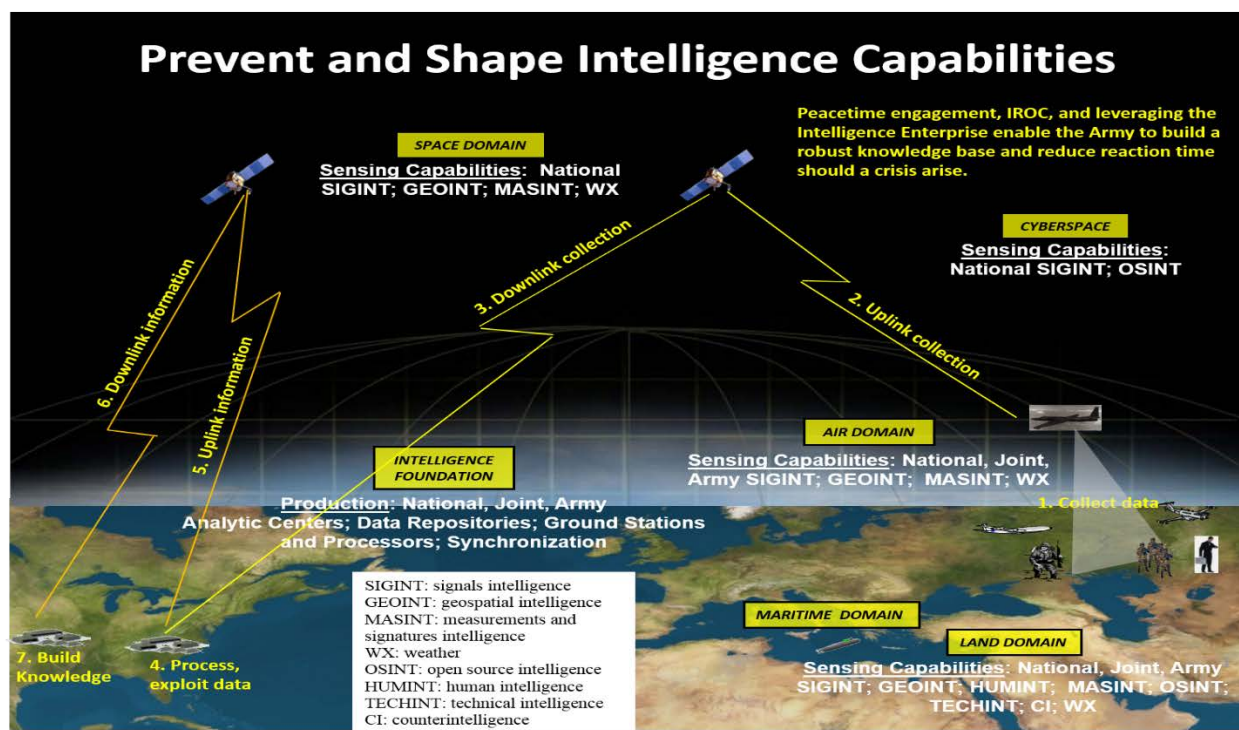 Prevent and Shape Intelligence Capabilities
Peacetime engagement, IROC, and leveraging the
Intelligence Enterprise enable the Army to build a
robust knowledge base and reduce reaction time
should a crisis arise.
SPACE DOMAIN
Sensing Capabilities: National
SIGINT; GEOINT; MASINT; WX
CYBERSPACE
Sensing Capabilities:
National SIGINT; OSINT
6. Downlink information
5. Uplink information
3. Downlink collection
2. Uplink collection
AIR DOMAIN
Sensing Capabilities: National, Joint,
Army SIGINT; GEOINT; MASINT; WX
INTELLIGENCE
FOUNDATION
Production: National, Joint, Army
Analytic Centers; Data Repositories; Ground Stations
and Processors; Synchronization
1. Collect data
SIGINT: signals intelligence
GEOINT: geospatial intelligence
MASINT: measurements and
signatures intelligence
WX: weather
OSINT: open source intelligence
HUMINT: human intelligence
TECHINT: technical intelligence
CI: counterintelligence
MARITIME DOMAIN
LAND DOMAIN
Sensing Capabilities: National, Joint, Army
SIGINT; GEOINT; HUMINT; MASINT; OSINT;
TECHINT; CI; WX
7. Build
Knowledge
4. Process,
exploit data